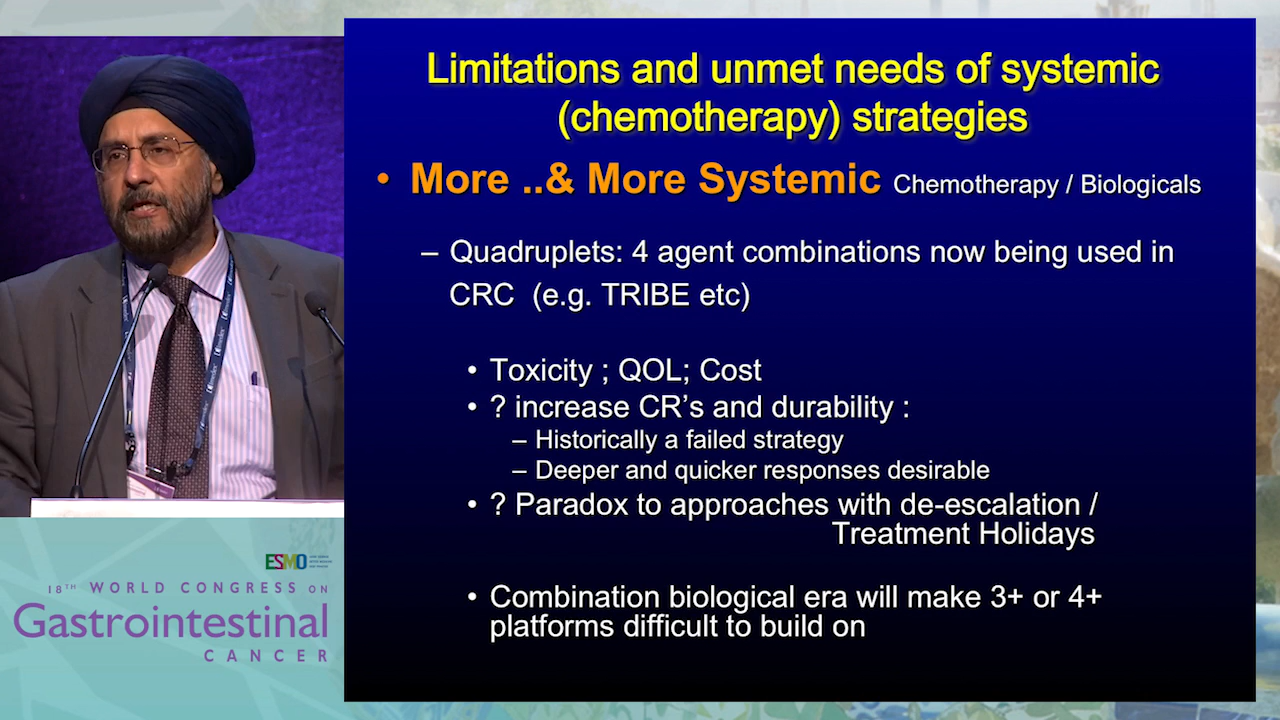 Limitations and unmet needs of systemic
(chemotherapy) strategies
• More ..& More Systemic Chemotherapy / Biologicals
– Quadruplets: 4 agent combinations now being used in
CRC (e.g. TRIBE etc)
• Toxicity ; QOL; Cost
• ? increase CR's and durability :
– Historically a failed strategy
– Deeper and quicker responses desirable
• ? Paradox to approaches with de-escalation /
Treatment Holidays
• Combination biological era will make 3+ or 4+
platforms difficult to build on
ESMO
18TH WORLD CONGRESS ON
Gastrointestinal
CANCER